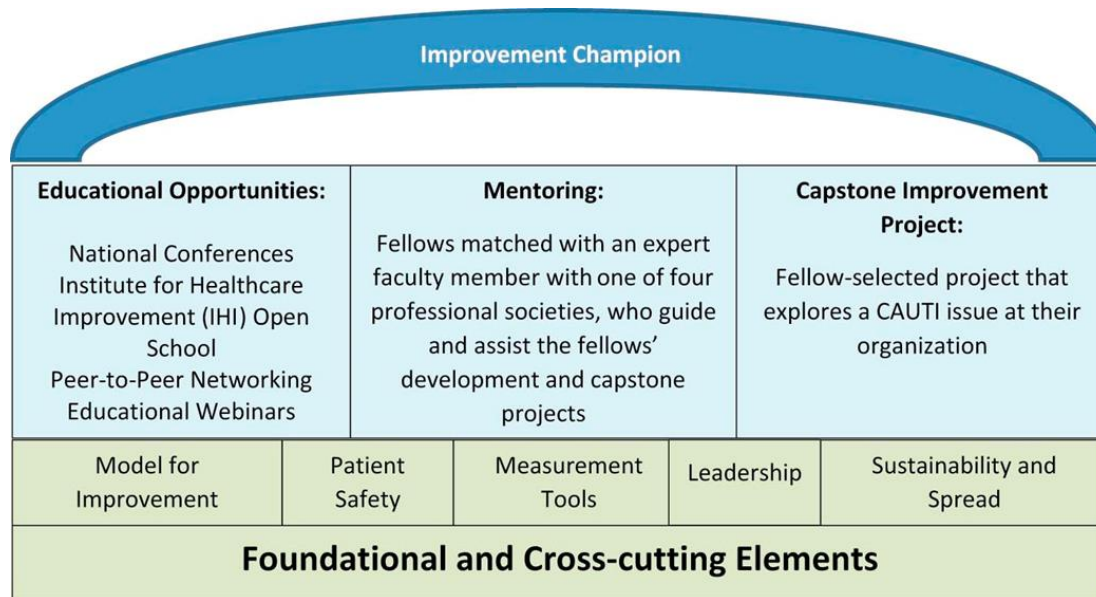 Improvement Champion
Educational Opportunities:
National Conferences
Institute for Healthcare
Improvement (IHI) Open
School
Peer-to-Peer Networking
Educational Webinars
Mentoring:
Fellows matched with an expert
faculty member with one of four
professional societies, who guide
and assist the fellows’
development and capstone
projects
Capstone Improvement
Project:
Fellow-selected project that
explores a CAUTI issue at their
organization
Model for
Improvement
Patient
Safety
Measurement
Tools
Leadership
Sustainability and
Spread
Foundational and Cross-cutting Elements